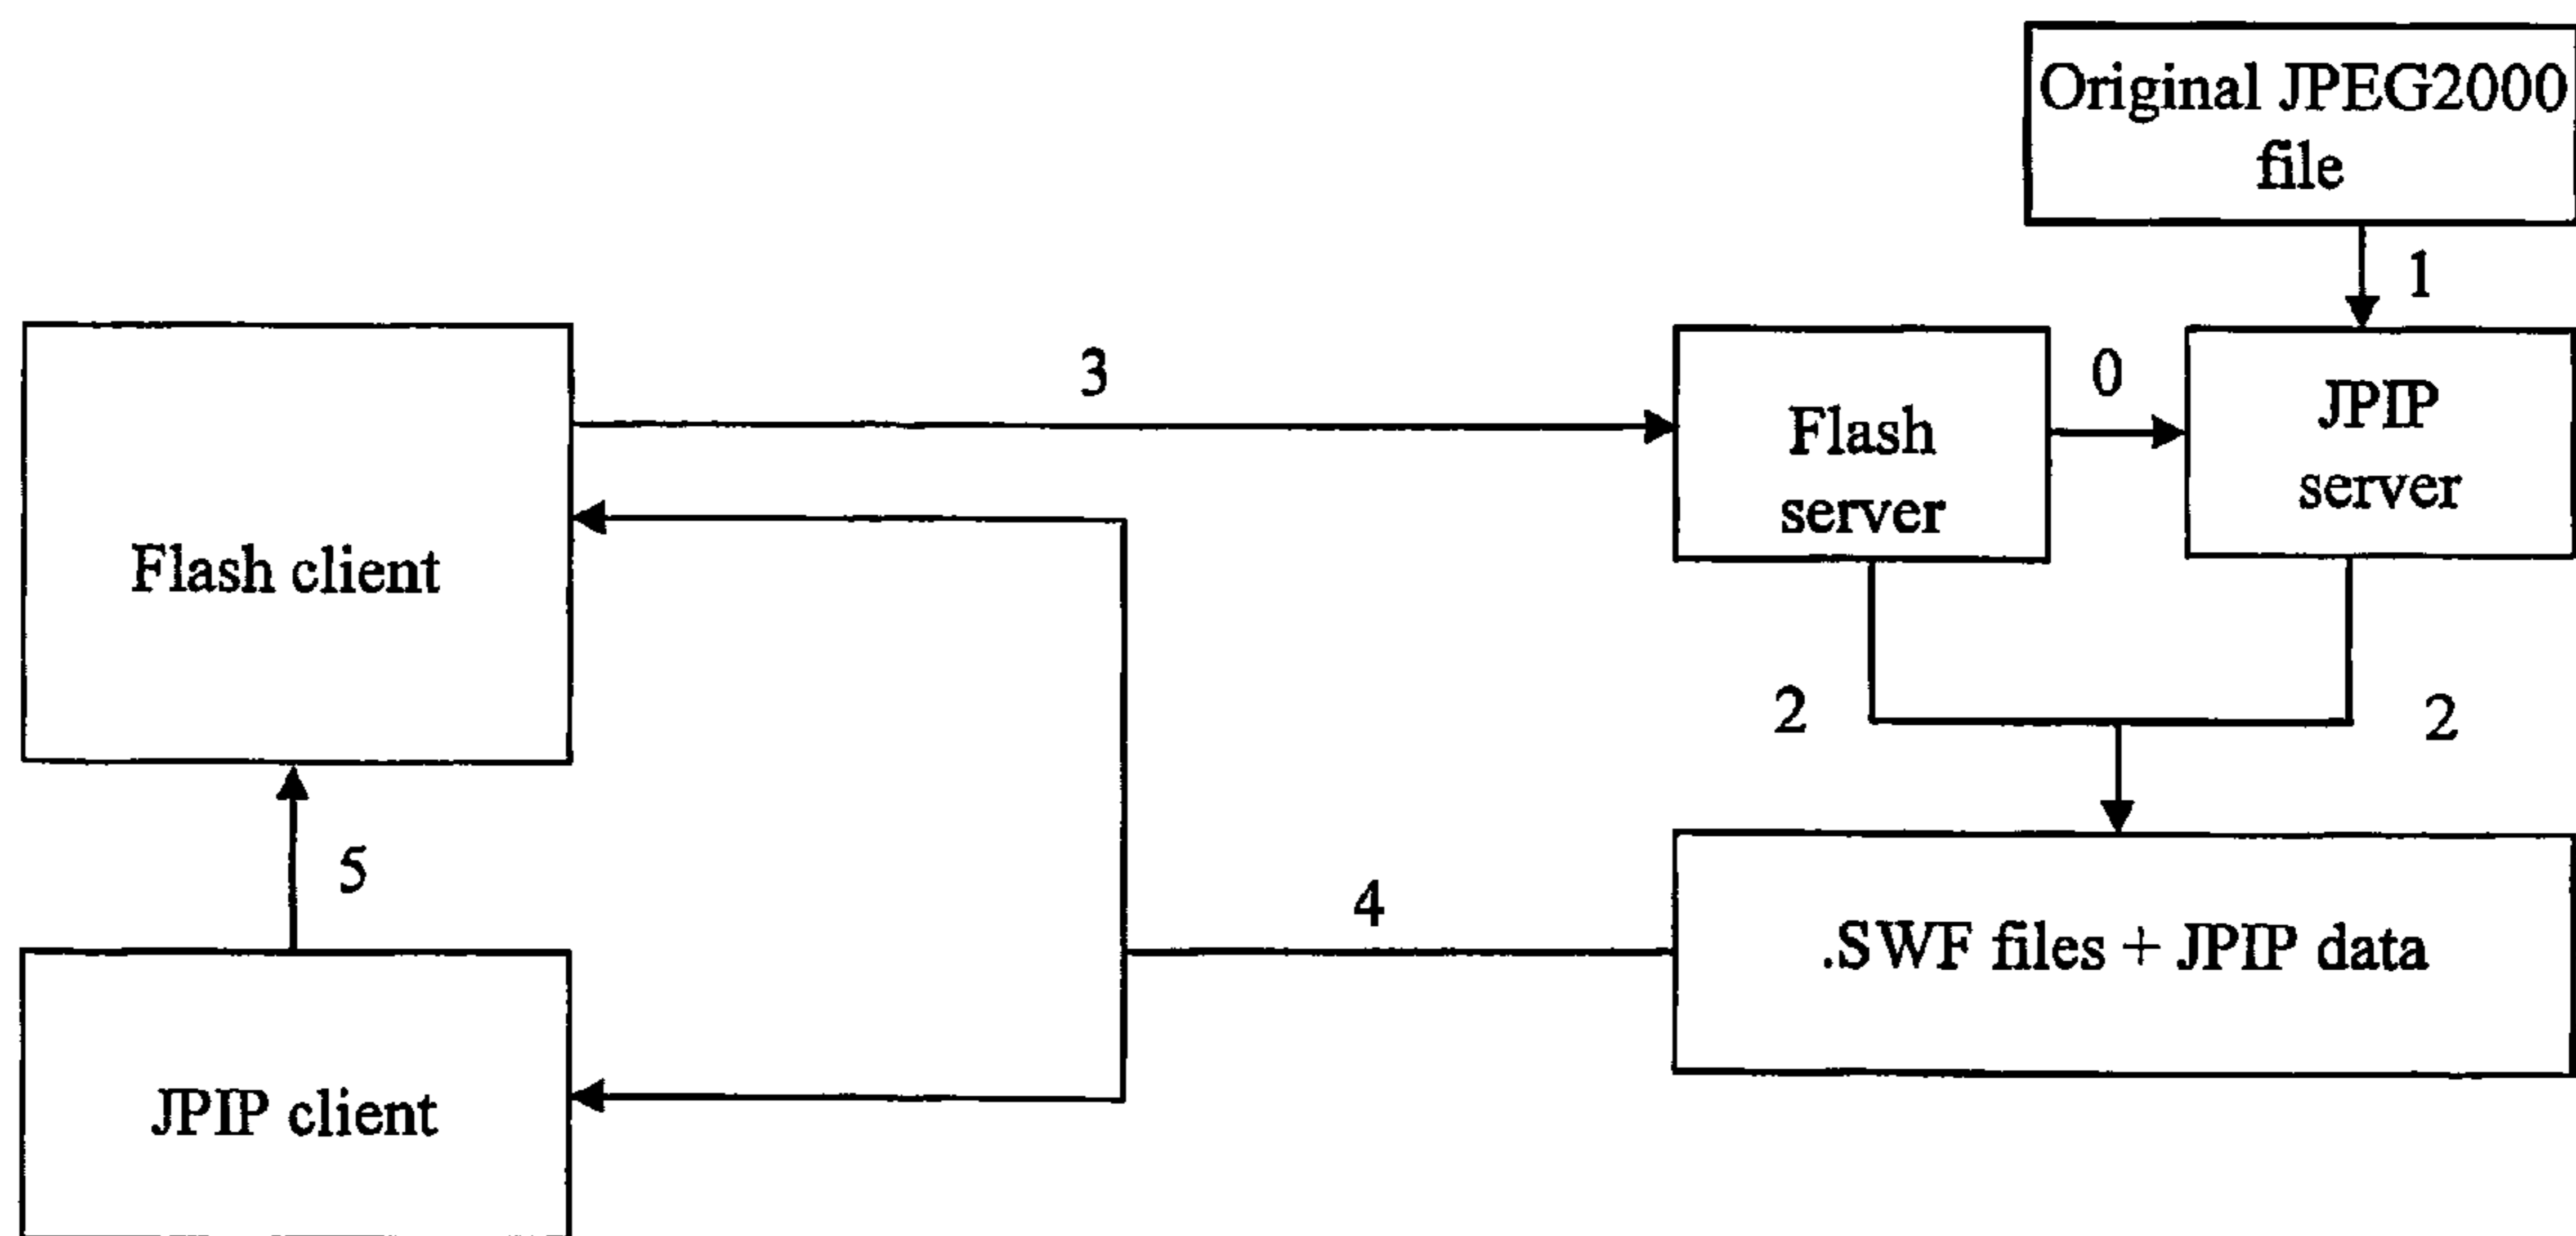 Original JPEG2000
file
1
3
0
Flash
server
JPIP
server
Flash client
2
2
5
4
.SWF files + JPIP data
JPIP client